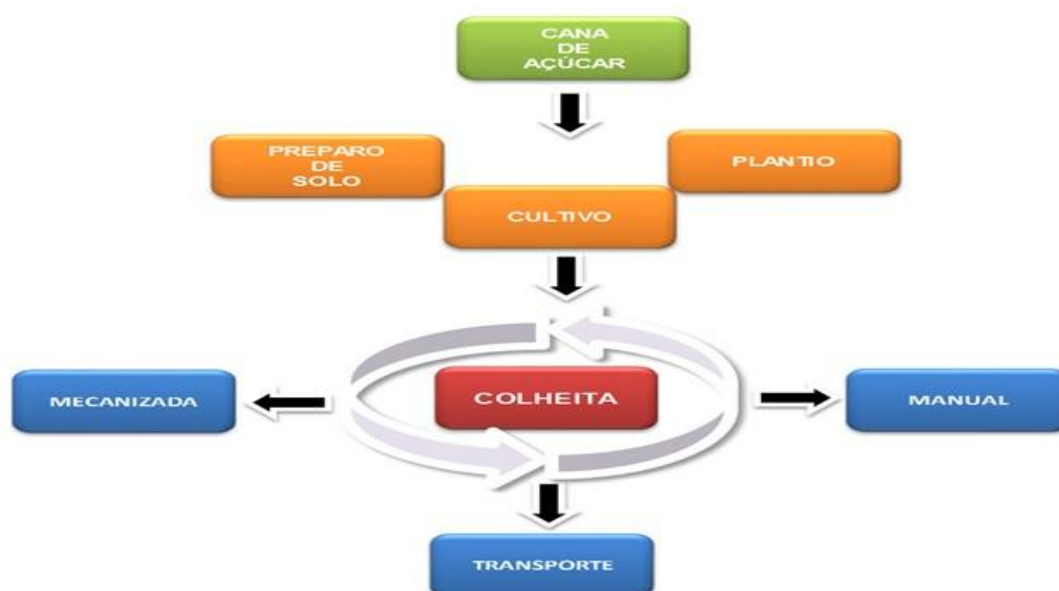 CANA
DE
AÇÚCAR
PREPARO
DE
SOLO
PLANTIO
CULTIVO
MECANIZADA
COLHEITA
MANUAL
TRANSPORTE